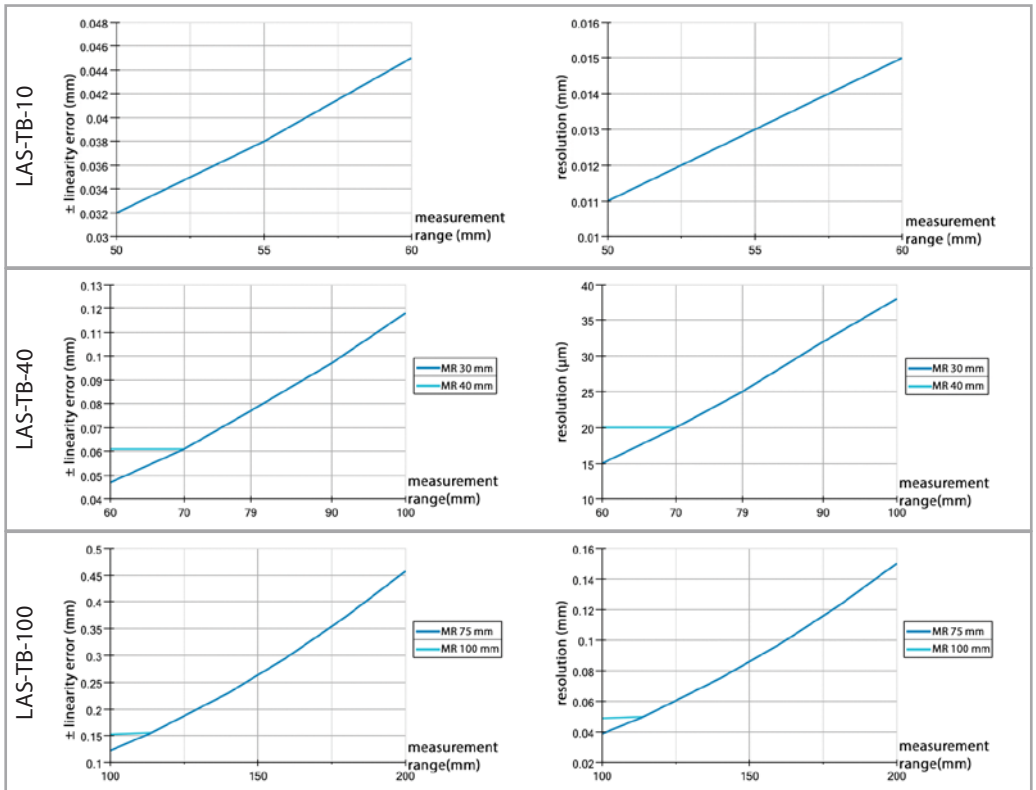 LAS-TB-10
± linearity error (mm)
0.048
0.046
0.044
0.042
0.04
0.038
0.036
0.034
0.032
0.03
50
55
60
measurement
range (mm)
resolution (mm)
0.016
0.015
0.014
0.013
0.012
0.011
0.01
50
55
60
measurement
range (mm)
LAS-TB-40
± linearity error (mm)
0.13
0.12
0.11
0.1
0.09
0.08
0.07
0.06
0.05
0.04
60
70
79
90
100
MR 30 mm
MR 40 mm
measurement
range(mm)
resolution (µm)
40
35
30
25
20
15
10
60
70
79
90
100
MR 30 mm
MR 40 mm
measurement
range(mm)
LAS-TB-100
± linearity error (mm)
0.5
0.45
0.4
0.35
0.3
0.25
0.2
0.15
0.1
100
150
200
MR 75 mm
MR 100 mm
measurement
range(mm)
resolution (mm)
0.16
0.14
0.12
0.1
0.08
0.06
0.04
0.02
100
150
200
MR 75 mm
MR 100 mm
measurement
range(mm)